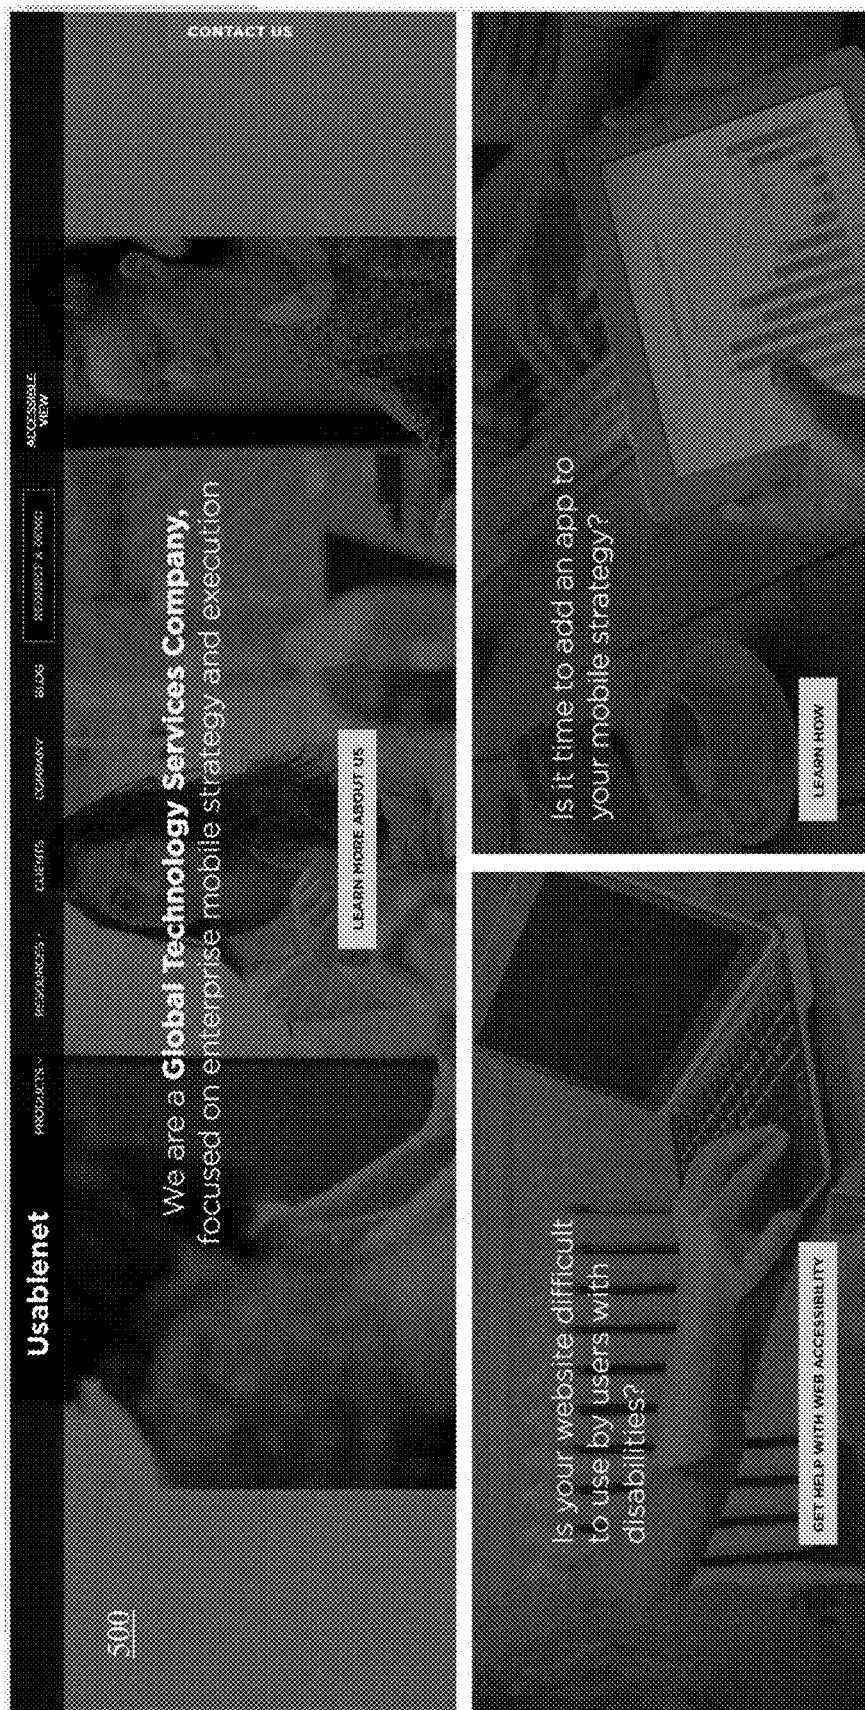 Usablenet
PRODUCTS
RESOURCES
CLIENTS
COMPANY
BLOG
REQUEST A DEMO
ACCESSIBLE
VIEW
CONTACT US
500
We are a Global Technology Services Company,
focused on enterprise mobile strategy and execution
LEARN MORE ABOUT US
Is your website difficult
to use by users with
disabilities?
GET HELP WITH WEB ACCESSIBILITY
Is it time to add an app to
your mobile strategy?
LEARN HOW